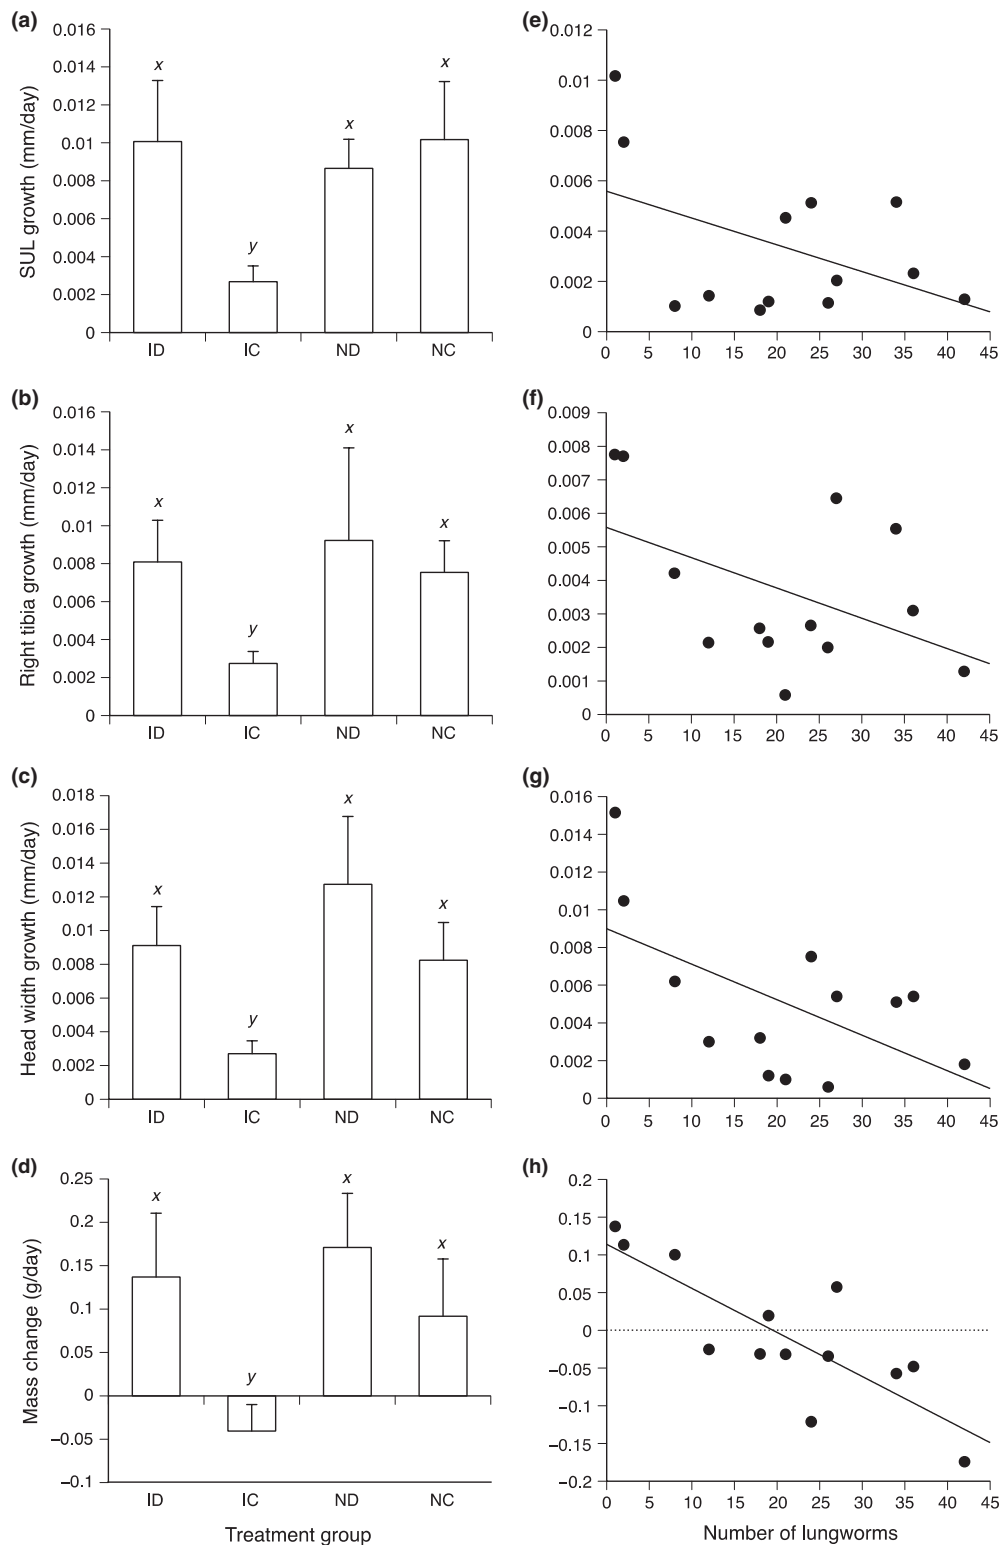 (a)
0.016
0.014
0.012
0.01
0.008
0.006
0.004
0.002
0
SUL growth (mm/day)
x
y
x
x
ID IC ND NC
(e)
0.012
0.01
0.008
0.006
0.004
0.002
0
0 5 10 15 20 25 30 35 40 45
(b)
0.016
0.014
0.012
0.01
0.008
0.006
0.004
0.002
0
Right tibia growth (mm/day)
x
y
x
x
ID IC ND NC
(f)
0.009
0.008
0.007
0.006
0.005
0.004
0.003
0.002
0.001
0
0 5 10 15 20 25 30 35 40 45
(c)
0.018
0.016
0.014
0.012
0.01
0.008
0.006
0.004
0.002
0
Head width growth (mm/day)
x
y
x
x
ID IC ND NC
(g)
0.016
0.014
0.012
0.01
0.008
0.006
0.004
0.002
0
0 5 10 15 20 25 30 35 40 45
(d)
0.25
0.2
0.15
0.1
0.05
0
−0.05
−0.1
Mass change (g/day)
x
y
x
x
ID IC ND NC
Treatment group
(h)
0.2
0.15
0.1
0.05
0
−0.05
−0.1
−0.15
−0.2
0 5 10 15 20 25 30 35 40 45
Number of lungworms